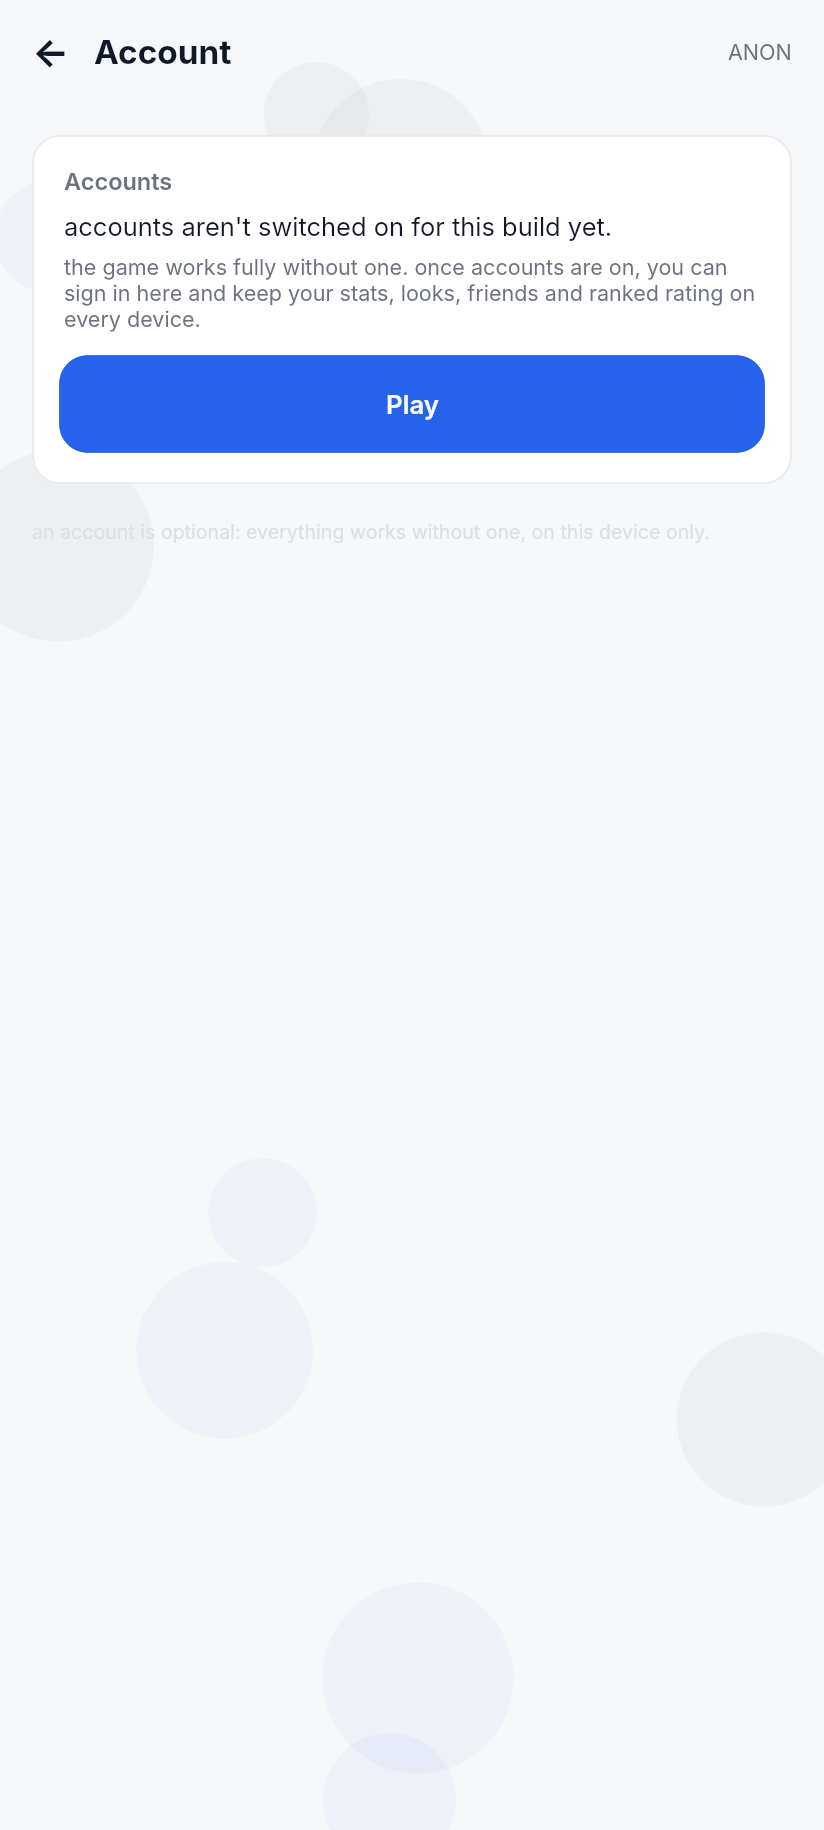 Account
ANON
Accounts
accounts aren't switched on for this build yet.
the game works fully without one. once accounts are on, you can
sign in here and keep your stats, looks, friends and ranked rating on
every device.
Play
an account is optional: everything works without one, on this device only.